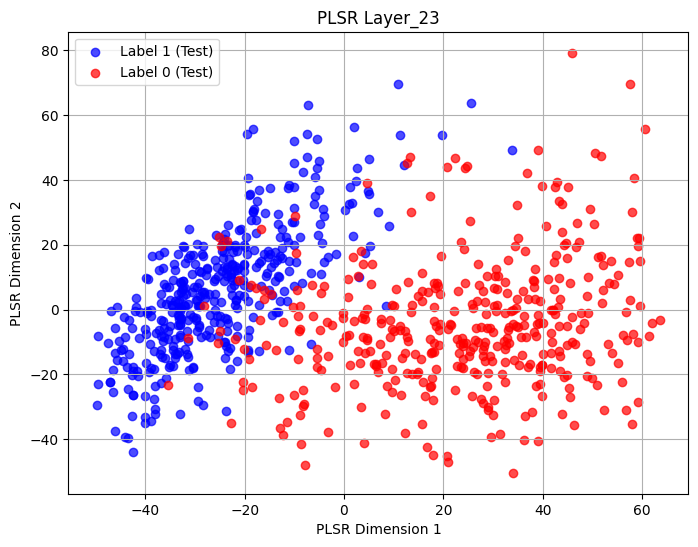 PLSR Layer_23
Label 1 (Test)
Label 0 (Test)
80
60
40
20
0
−20
−40
−40 −20 0 20 40 60
PLSR Dimension 2
PLSR Dimension 1